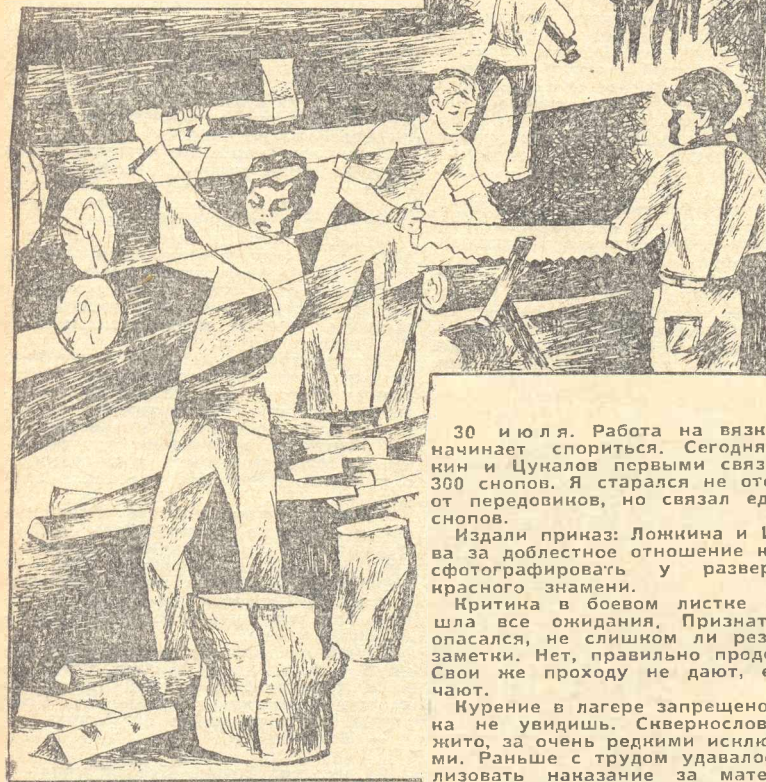 30 июля. Работа на вязк
начинает спориться. Сегодня
кин и Цукалов первыми связ
300 снопов. Я старался не отс
от передовиков, но связал ед
снопов.
Издали приказ: Ложкина и
ва за доблестное отношение к
сфотографировать у развер
красного знамени.
Критика в боевом листке
шла все ожидания. Признат
опасался, не слишком ли рез
заметки. Нет, правильно прод
Свои же проходу не дают,
чают.
Курение в лагере запрещено
ка не увидишь. Сквернослов
жито, за очень редкими исклю
ми. Раньше с трудом удавало
лизовать наказание за мате